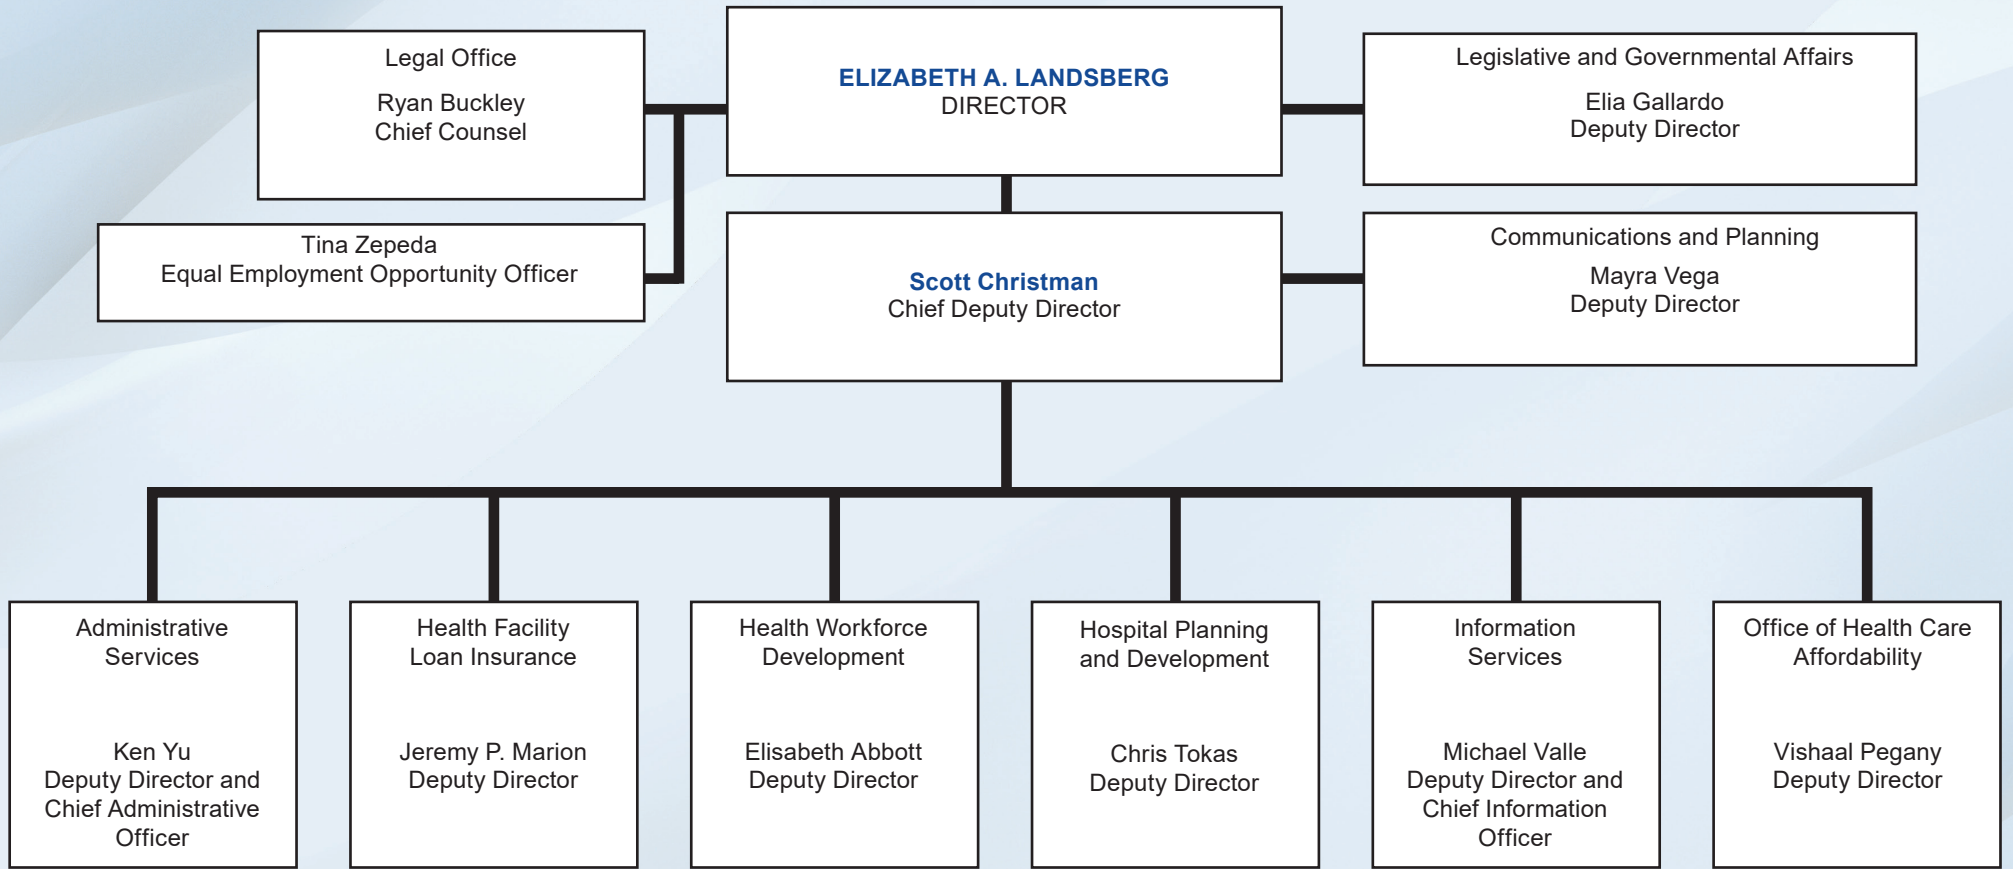 Legal Office
Ryan Buckley
Chief Counsel
ELIZABETH A. LANDSBERG
DIRECTOR
Legislative and Governmental Affairs
Elia Gallardo
Deputy Director
Tina Zepeda
Equal Employment Opportunity Officer
Scott Christman
Chief Deputy Director
Communications and Planning
Mayra Vega
Deputy Director
Administrative
Services
Ken Yu
Deputy Director and
Chief Administrative
Officer
Health Facility
Loan Insurance
Jeremy P. Marion
Deputy Director
Health Workforce
Development
Elisabeth Abbott
Deputy Director
Hospital Planning
and Development
Chris Tokas
Deputy Director
Information
Services
Michael Valle
Deputy Director and
Chief Information
Officer
Office of Health Care
Affordability
Vishaal Pegany
Deputy Director